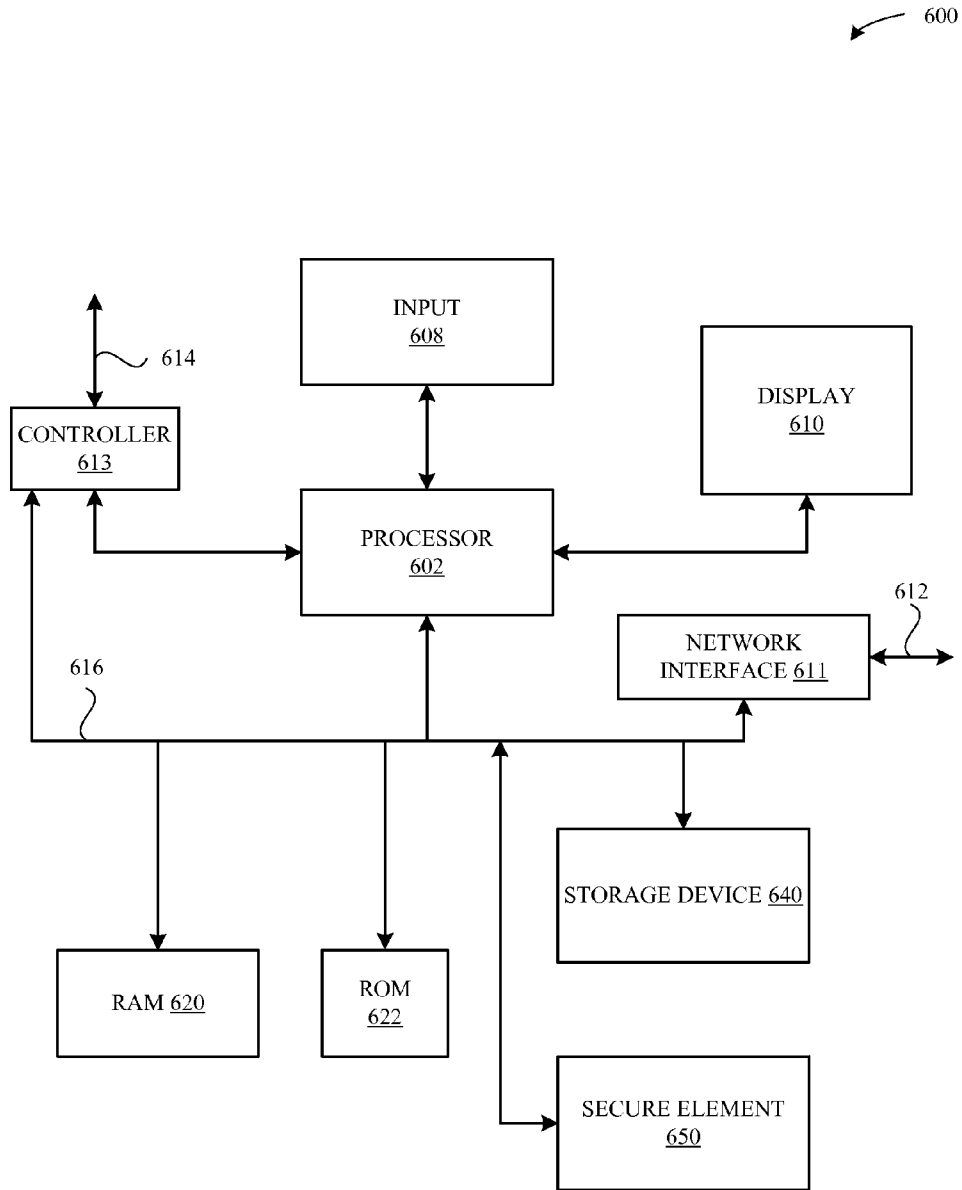 600
INPUT
608
614
DISPLAY
610
CONTROLLER
613
PROCESSOR
602
612
NETWORK
INTERFACE 611
616
STORAGE DEVICE 640
RAM 620
ROM
622
SECURE ELEMENT
650